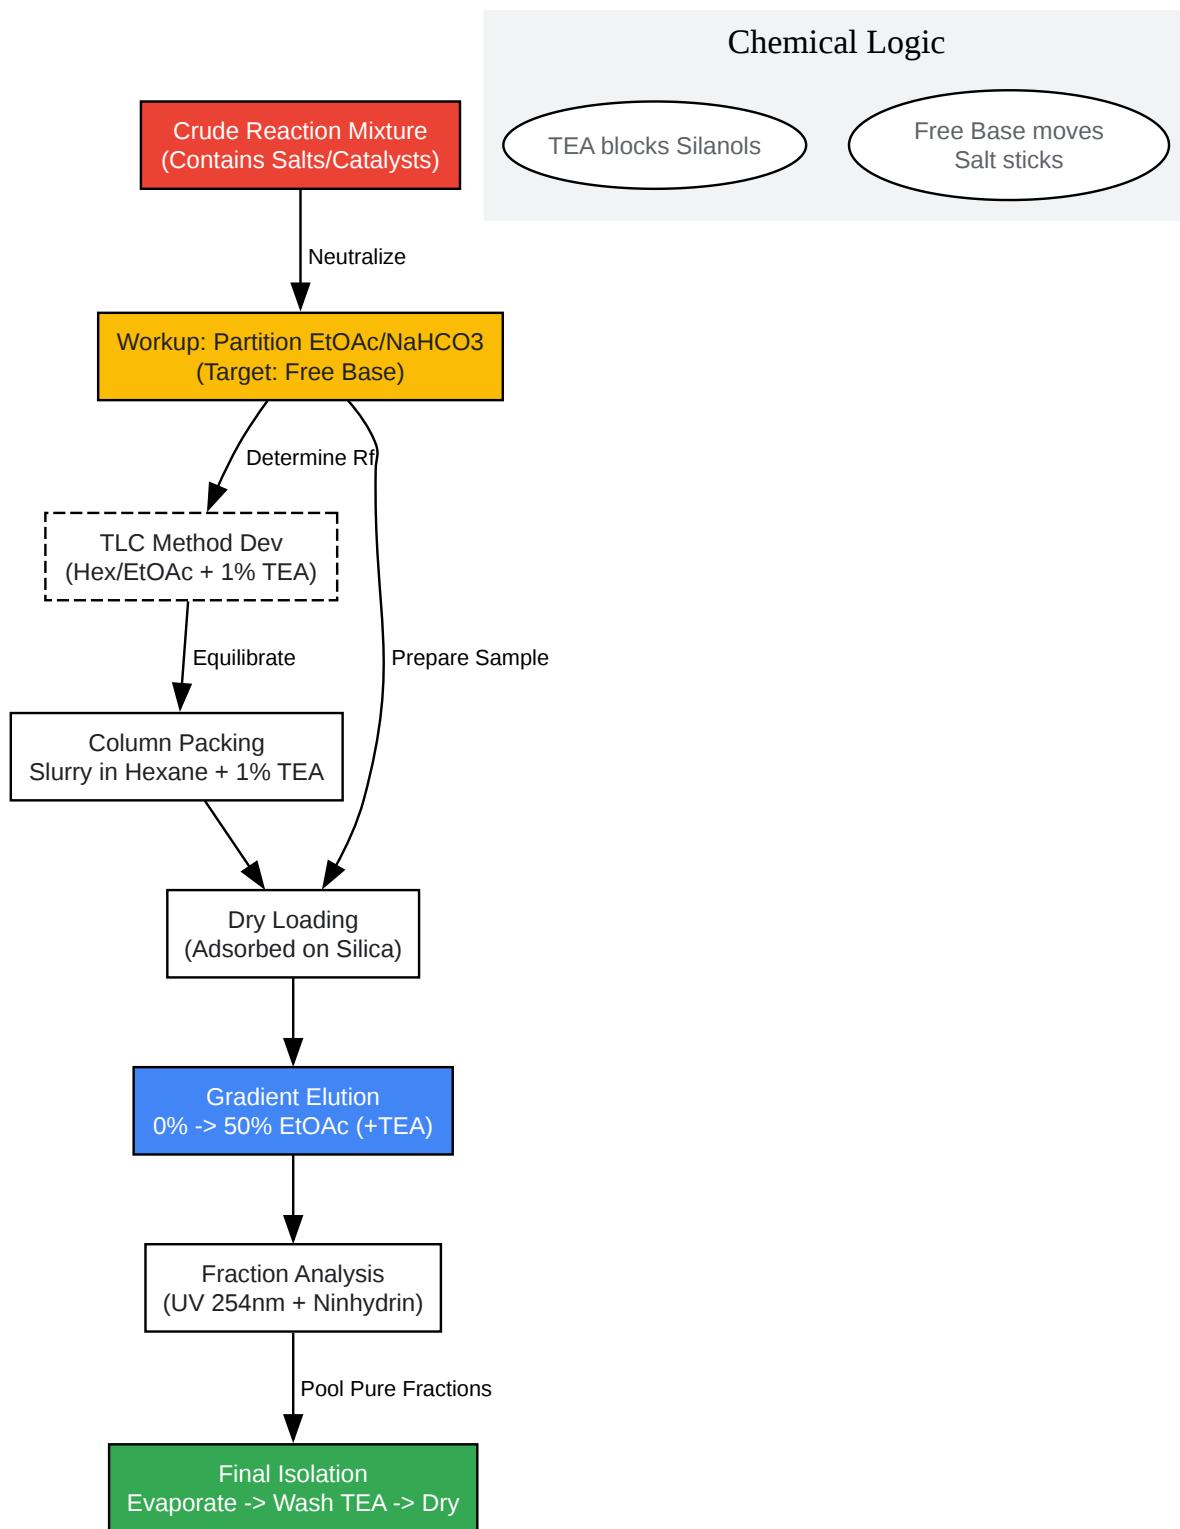 Chemical Logic
TEA blocks Silanols
Free Base moves
Salt sticks
Crude Reaction Mixture
(Contains Salts/Catalysts)
Neutralize
Workup: Partition EtOAc/NaHCO3
(Target: Free Base)
Determine Rf
TLC Method Dev
(Hex/EtOAc + 1% TEA)
Equilibrate
Prepare Sample
Column Packing
Slurry in Hexane + 1% TEA
Dry Loading
(Adsorbed on Silica)
Gradient Elution
0% -> 50% EtOAc (+TEA)
Fraction Analysis
(UV 254nm + Ninhydrin)
Pool Pure Fractions
Final Isolation
Evaporate -> Wash TEA -> Dry